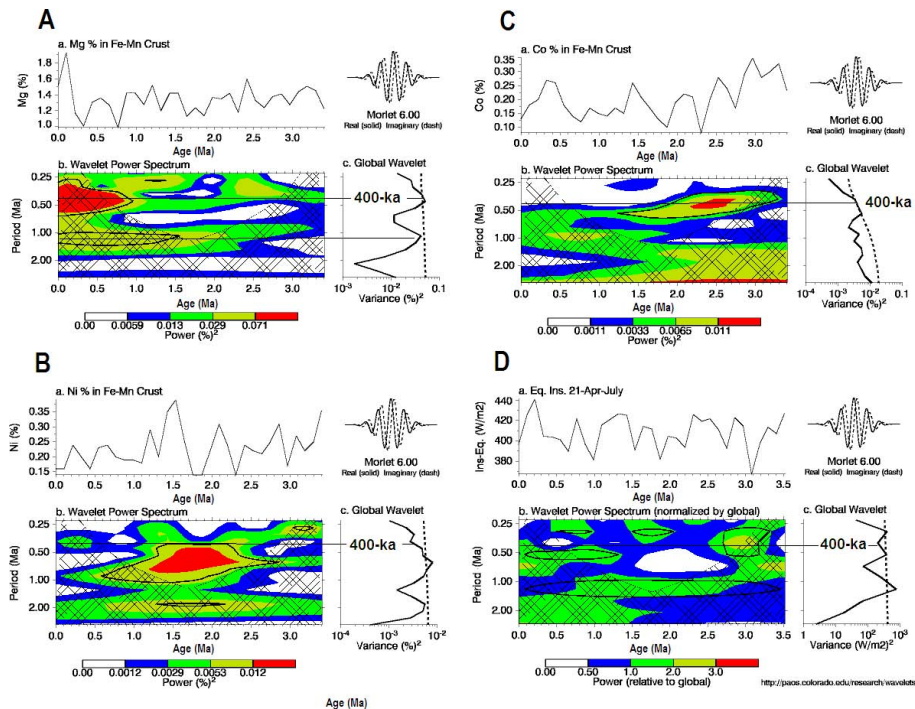 A
a. Mg % in Fe-Mn Crust
Mg (%)
1.8
1.6
1.4
1.2
1.0
0.0 0.5 1.0 1.5 2.0 2.5 3.0
Age (Ma)
Morlet 6.00
Real (solid) Imaginary (dash)
b. Wavelet Power Spectrum
c. Global Wavelet
Period (Ma)
0.25
0.50
1.00
2.00
400-ka
0.0 0.5 1.0 1.5 2.0 2.5 3.0
Age (Ma)
10-3 10-2 0.1
Variance (%)2
0.00 0.0059 0.013 0.029 0.071
Power (%)2
C
a. Co % in Fe-Mn Crust
Co (%)
0.35
0.30
0.25
0.20
0.15
0.10
0.0 0.5 1.0 1.5 2.0 2.5 3.0
Age (Ma)
Morlet 6.00
Real (solid) Imaginary (dash)
b. Wavelet Power Spectrum
c. Global Wavelet
Period (Ma)
0.25
0.50
1.00
2.00
400-ka
0.0 0.5 1.0 1.5 2.0 2.5 3.0
Age (Ma)
10-4 10-3 10-2 0.1
Variance (%)2
0.00 0.0011 0.0033 0.0065 0.011
Power (%)2
B
a. Ni % in Fe-Mn Crust
Ni (%)
0.35
0.30
0.25
0.20
0.15
0.0 0.5 1.0 1.5 2.0 2.5 3.0
Age (Ma)
Morlet 6.00
Real (solid) Imaginary (dash)
b. Wavelet Power Spectrum
c. Global Wavelet
Period (Ma)
0.25
0.50
1.00
2.00
400-ka
0.0 0.5 1.0 1.5 2.0 2.5 3.0
Age (Ma)
10-4 10-3 10-2
Variance (%)2
0.00 0.0012 0.0029 0.0053 0.012
Power (%)2
Age (Ma)
D
a. Eq. Ins. 21-Apr-July
Ins-Eq. (W/m2)
440
420
400
380
360
0.0 0.5 1.0 1.5 2.0 2.5 3.0 3.5
Age (Ma)
Morlet 6.00
Real (solid) Imaginary (dash)
b. Wavelet Power Spectrum (normalized by global)
c. Global Wavelet
Period (Ma)
0.25
0.50
1.00
2.00
400-ka
0.0 0.5 1.0 1.5 2.0 2.5 3.0 3.5
Age (Ma)
1 102 103
Variance (W/m2)2
0.00 0.50 1.0 2.0 3.0
Power (relative to global)
http://paos.colorado.edu/research/wavelets